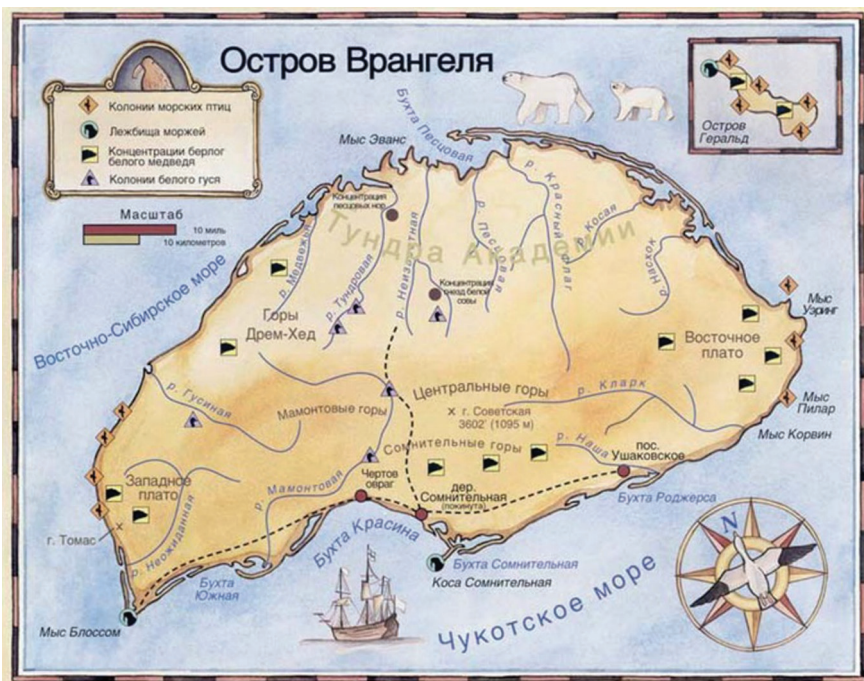 Остров Врангеля
Колонии морских птиц
Лежбища моржей
Концентрации берлог
белого медведя
Колонии белого гуся
Масштаб
10 миль
10 километров
Остров
Геральд
Мыс Эванс
Бухта Песцовая
Концентрация
песцовых нор
Тундра Академии
р. Медвежья
р. Тундровая
р. Неизвестная
р. Песцовая
р. Красный флаг
р. Косая
р. Насхок
Концентрация
гнезд белой
совы
Восточно-Сибирское море
Горы
Дрем-Хед
Мыс
Уэринг
Восточное
плато
р. Гусиная
Мамонтовые горы
Центральные горы
г. Советская
3602' (1095 м)
р. Кларк
Мыс
Пилар
Мыс Корвин
Сомнительные горы
р. Наша
пос.
Ушаковское
Западное
плато
р. Мамонтовая
Чертов
овраг
дер.
Сомнительная
(покинута)
Бухта Роджерса
г. Томас
р. Неожиданная
Бухта Красина
N
Бухта
Южная
Бухта Сомнительная
Коса Сомнительная
Мыс Блоссом
Чукотское море